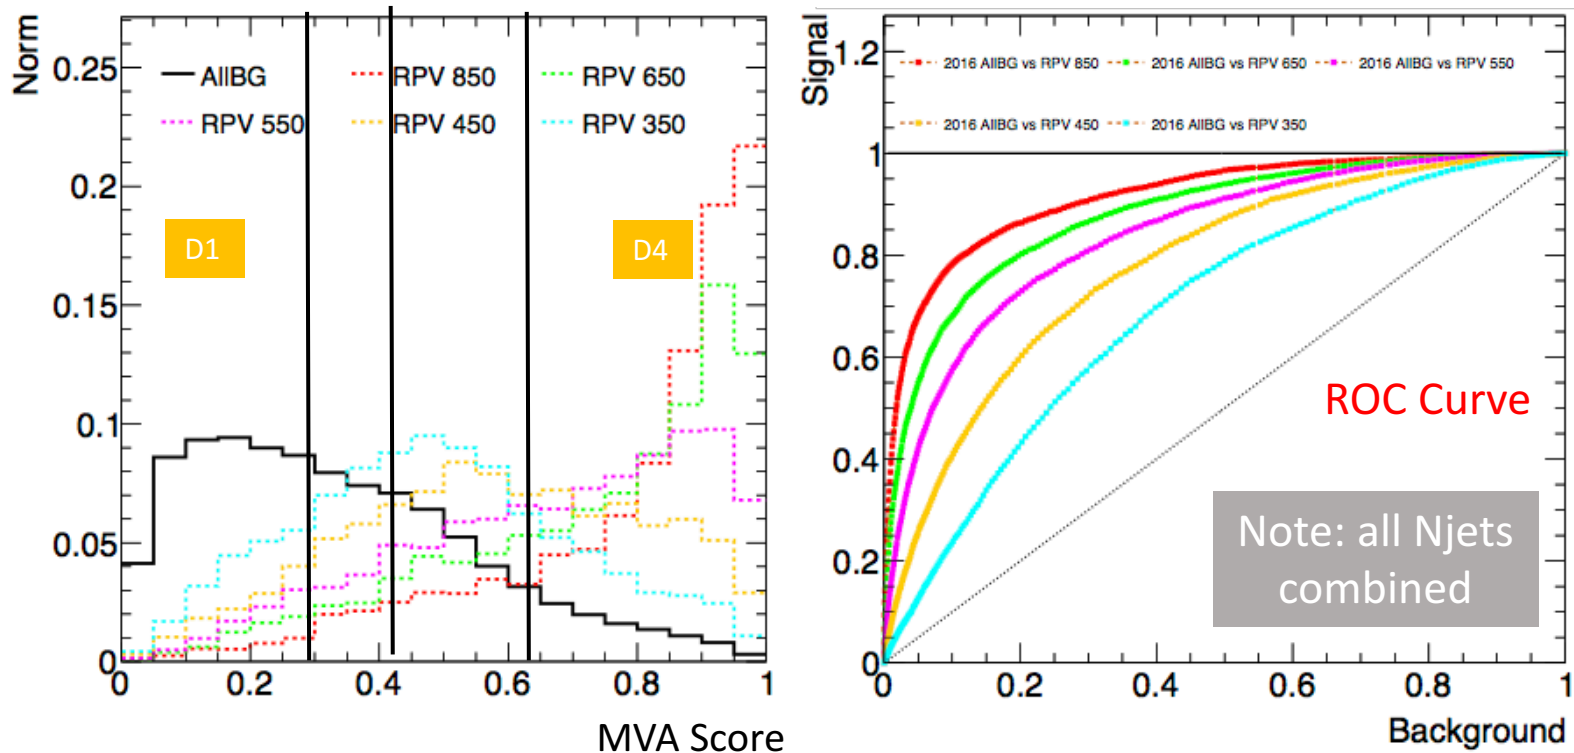 Norm
0.25
0.2
0.15
0.1
0.05
0
AllBG
RPV 850
RPV 650
RPV 550
RPV 450
RPV 350
D1
D4
0 0.2 0.4 0.6 0.8 1
MVA Score
Signal
1.2
1
0.8
0.6
0.4
0.2
0
2016 AllBG vs RPV 850
2016 AllBG vs RPV 650
2016 AllBG vs RPV 550
2016 AllBG vs RPV 450
2016 AllBG vs RPV 350
ROC Curve
Note: all Njets
combined
0 0.2 0.4 0.6 0.8 1
Background